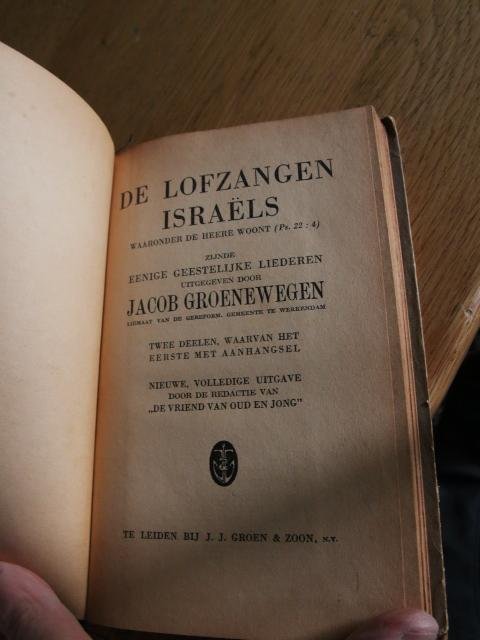 DE LOFZANGEN
ISRAËLS
WAARONDER DE HEERE WOONT (Ps. 22 : 4)
ZIJNDE
EENIGE GEESTELIJKE LIEDEREN
UITGEGEVEN DOOR
JACOB GROENEWEGEN
LIDMAAT VAN DE GEREFORM. GEMEENTE TE WERKENDAM
TWEE DEELEN, WAARVAN HET
EERSTE MET AANHANGSEL
NIEUWE, VOLLEDIGE UITGAVE
DOOR DE REDACTIE VAN
„DE VRIEND VAN OUD EN JONG”
TE LEIDEN BIJ J. J. GROEN & ZOON, N.V.